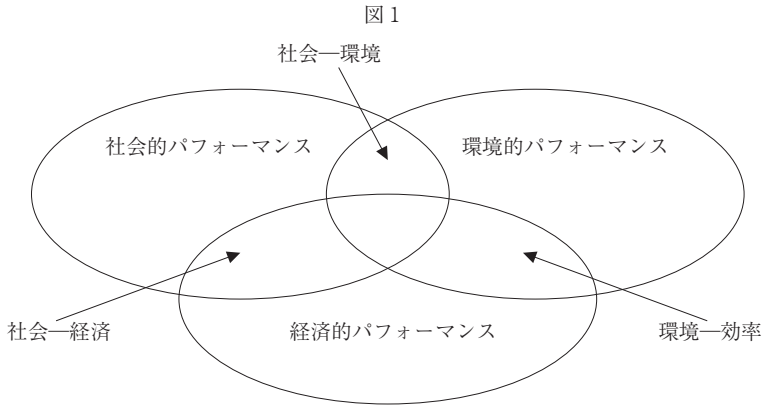 図1
社会―環境
社会的パフォーマンス
環境的パフォーマンス
社会―経済
経済的パフォーマンス
環境―効率